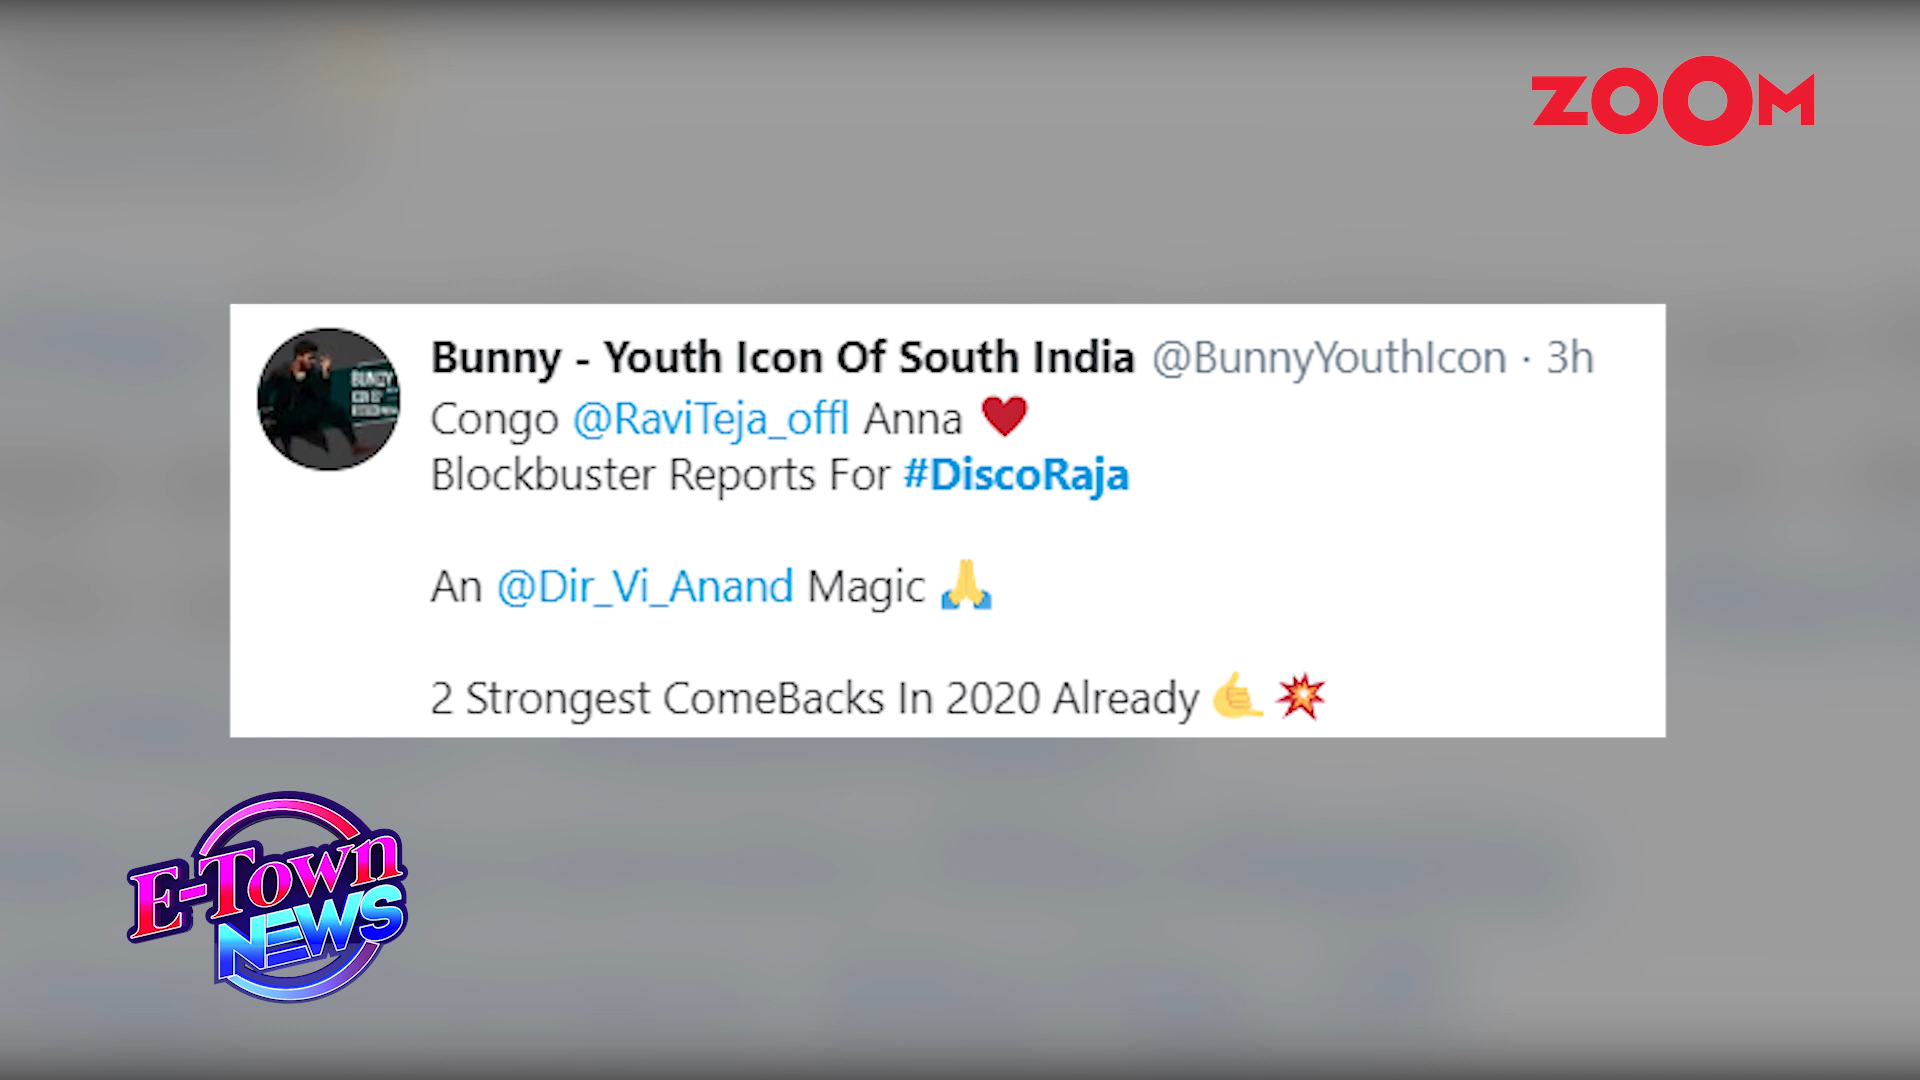 ZOOM
Bunny - Youth Icon Of South India @BunnyYouthIcon · 3h
Congo @RaviTeja_offl Anna ❤️
Blockbuster Reports For #DiscoRaja
An @Dir_Vi_Anand Magic 🙏
2 Strongest ComeBacks In 2020 Already 🤙 💥
E-Town
NEWS